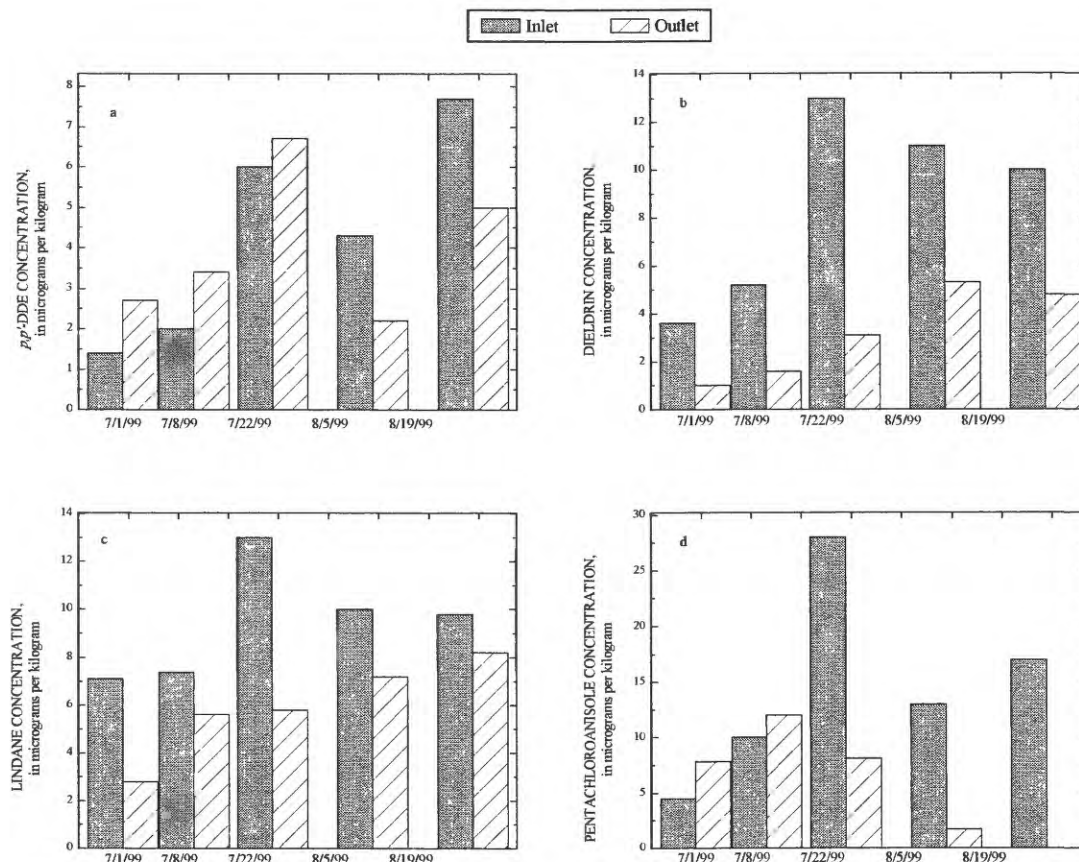 Inlet Outlet
a
p,p'-DDE CONCENTRATION,
in micrograms per kilogram
8
7
6
5
4
3
2
1
0
7/1/99 7/8/99 7/22/99 8/5/99 8/19/99
b
DIELDRIN CONCENTRATION,
in micrograms per kilogram
14
12
10
8
6
4
2
0
7/1/99 7/8/99 7/22/99 8/5/99 8/19/99
c
LINDANE CONCENTRATION,
in micrograms per kilogram
14
12
10
8
6
4
2
0
7/1/99 7/8/99 7/22/99 8/5/99 8/19/99
d
PENTACHLOROANISOLE CONCENTRATION,
in micrograms per kilogram
30
25
20
15
10
5
0
7/1/99 7/8/99 7/22/99 8/5/99 8/19/99